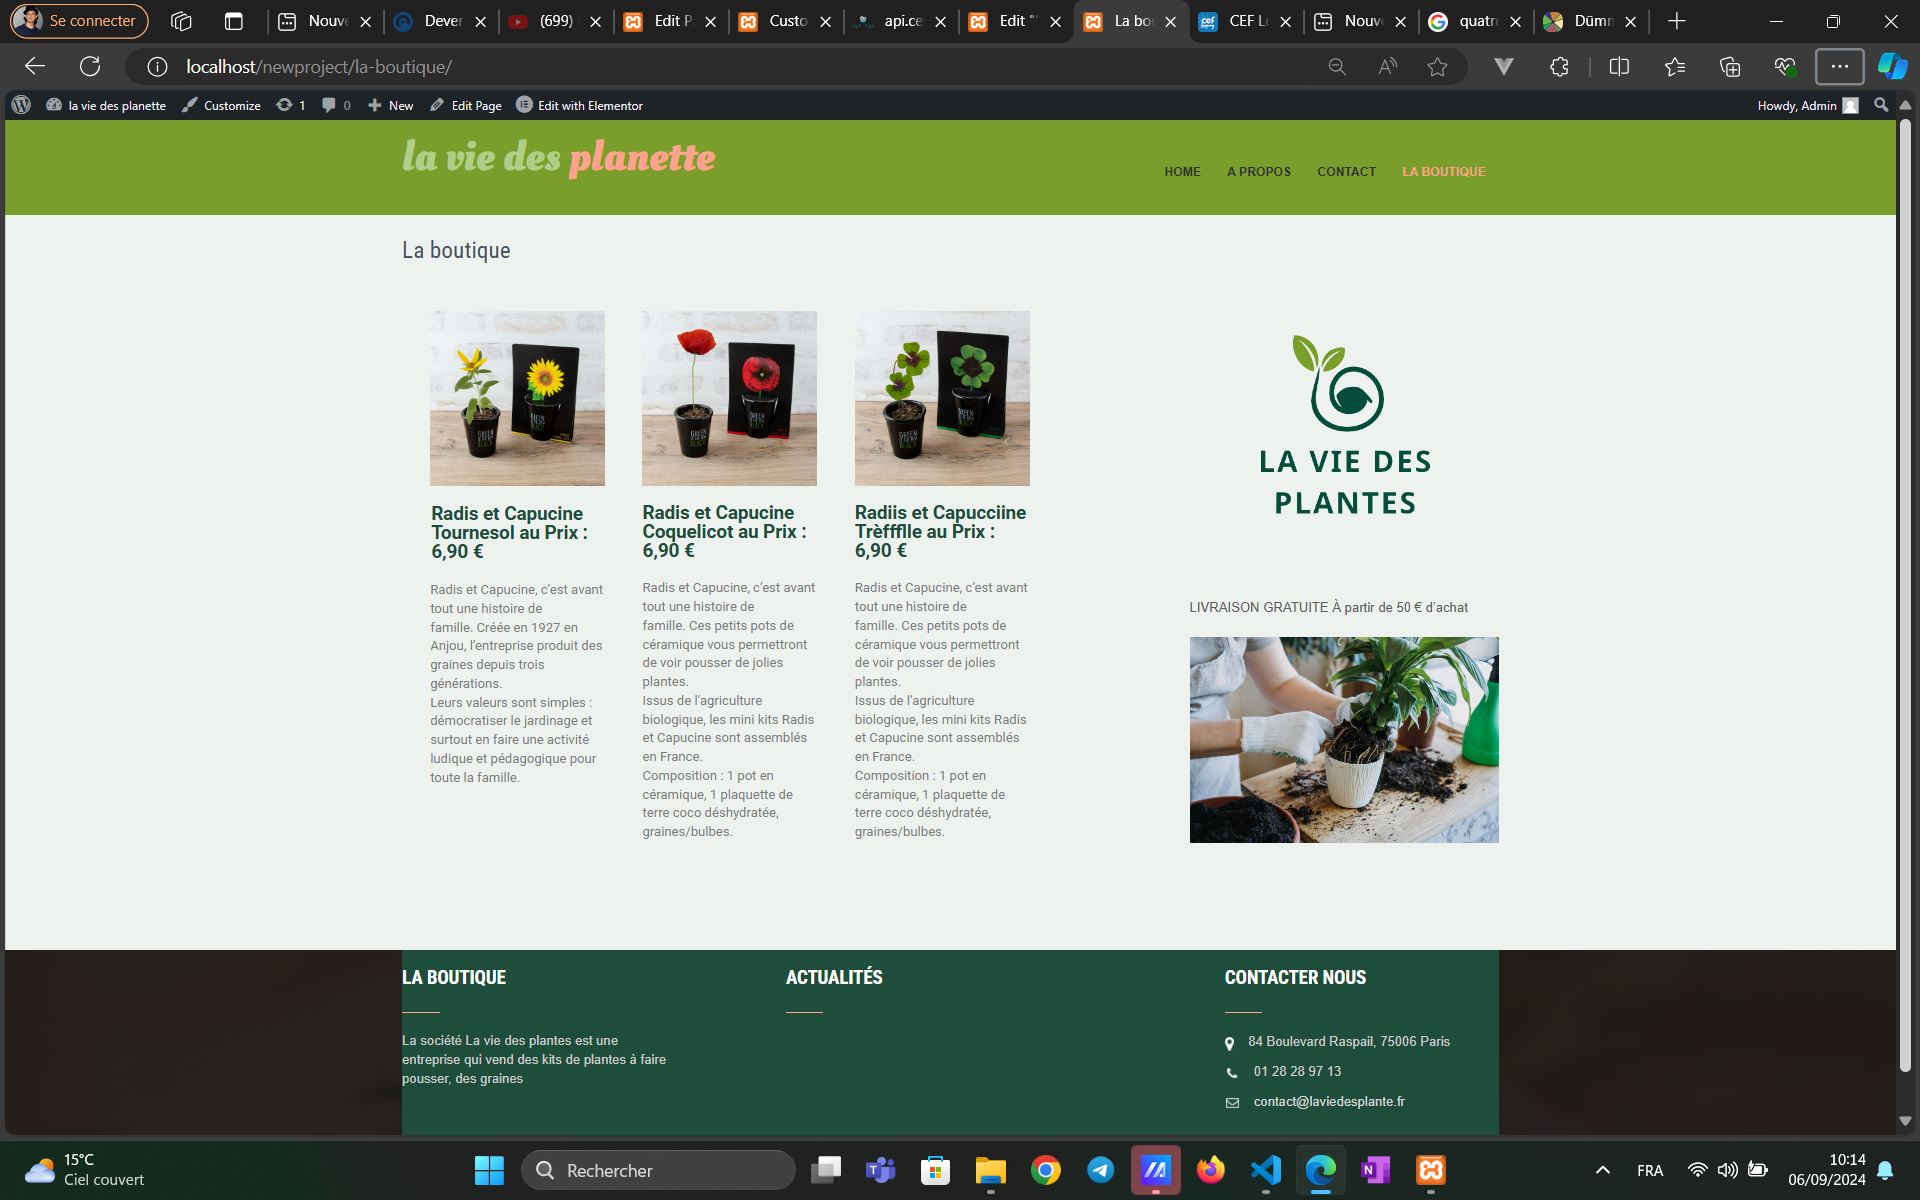 Se connecter
Nouve
Dever
(699)
Edit P
Custo
api.ce
Edit "
La bou
CEF Le
Nouve
quatre
Dümm
localhost/newproject/la-boutique/
la vie des planette
Customize
1
0
New
Edit Page
Edit with Elementor
Howdy, Admin
la vie des planette
HOME
A PROPOS
CONTACT
LA BOUTIQUE
La boutique
Radis et Capucine
Tournesol au Prix :
6,90 €
Radis et Capucine, c’est avant
tout une histoire de
famille. Créée en 1927 en
Anjou, l’entreprise produit des
graines depuis trois
générations.
Leurs valeurs sont simples :
démocratiser le jardinage et
surtout en faire une activité
ludique et pédagogique pour
toute la famille.
Radis et Capucine
Coquelicot au Prix :
6,90 €
Radis et Capucine, c’est avant
tout une histoire de
famille. Ces petits pots de
céramique vous permettront
de voir pousser de jolies
plantes.
Issus de l’agriculture
biologique, les mini kits Radis
et Capucine sont assemblés
en France.
Composition : 1 pot en
céramique, 1 plaquette de
terre coco déshydratée,
graines/bulbes.
Radiis et Capucciine
Trèffflle au Prix :
6,90 €
Radis et Capucine, c’est avant
tout une histoire de
famille. Ces petits pots de
céramique vous permettront
de voir pousser de jolies
plantes.
Issus de l’agriculture
biologique, les mini kits Radis
et Capucine sont assemblés
en France.
Composition : 1 pot en
céramique, 1 plaquette de
terre coco déshydratée,
graines/bulbes.
LA VIE DES
PLANTES
LIVRAISON GRATUITE À partir de 50 € d’achat
LA BOUTIQUE
La société La vie des plantes est une
entreprise qui vend des kits de plantes à faire
pousser, des graines
ACTUALITÉS
CONTACTER NOUS
84 Boulevard Raspail, 75006 Paris
01 28 28 97 13
contact@laviedesplante.fr
15°C
Ciel couvert
Rechercher
FRA
10:14
06/09/2024